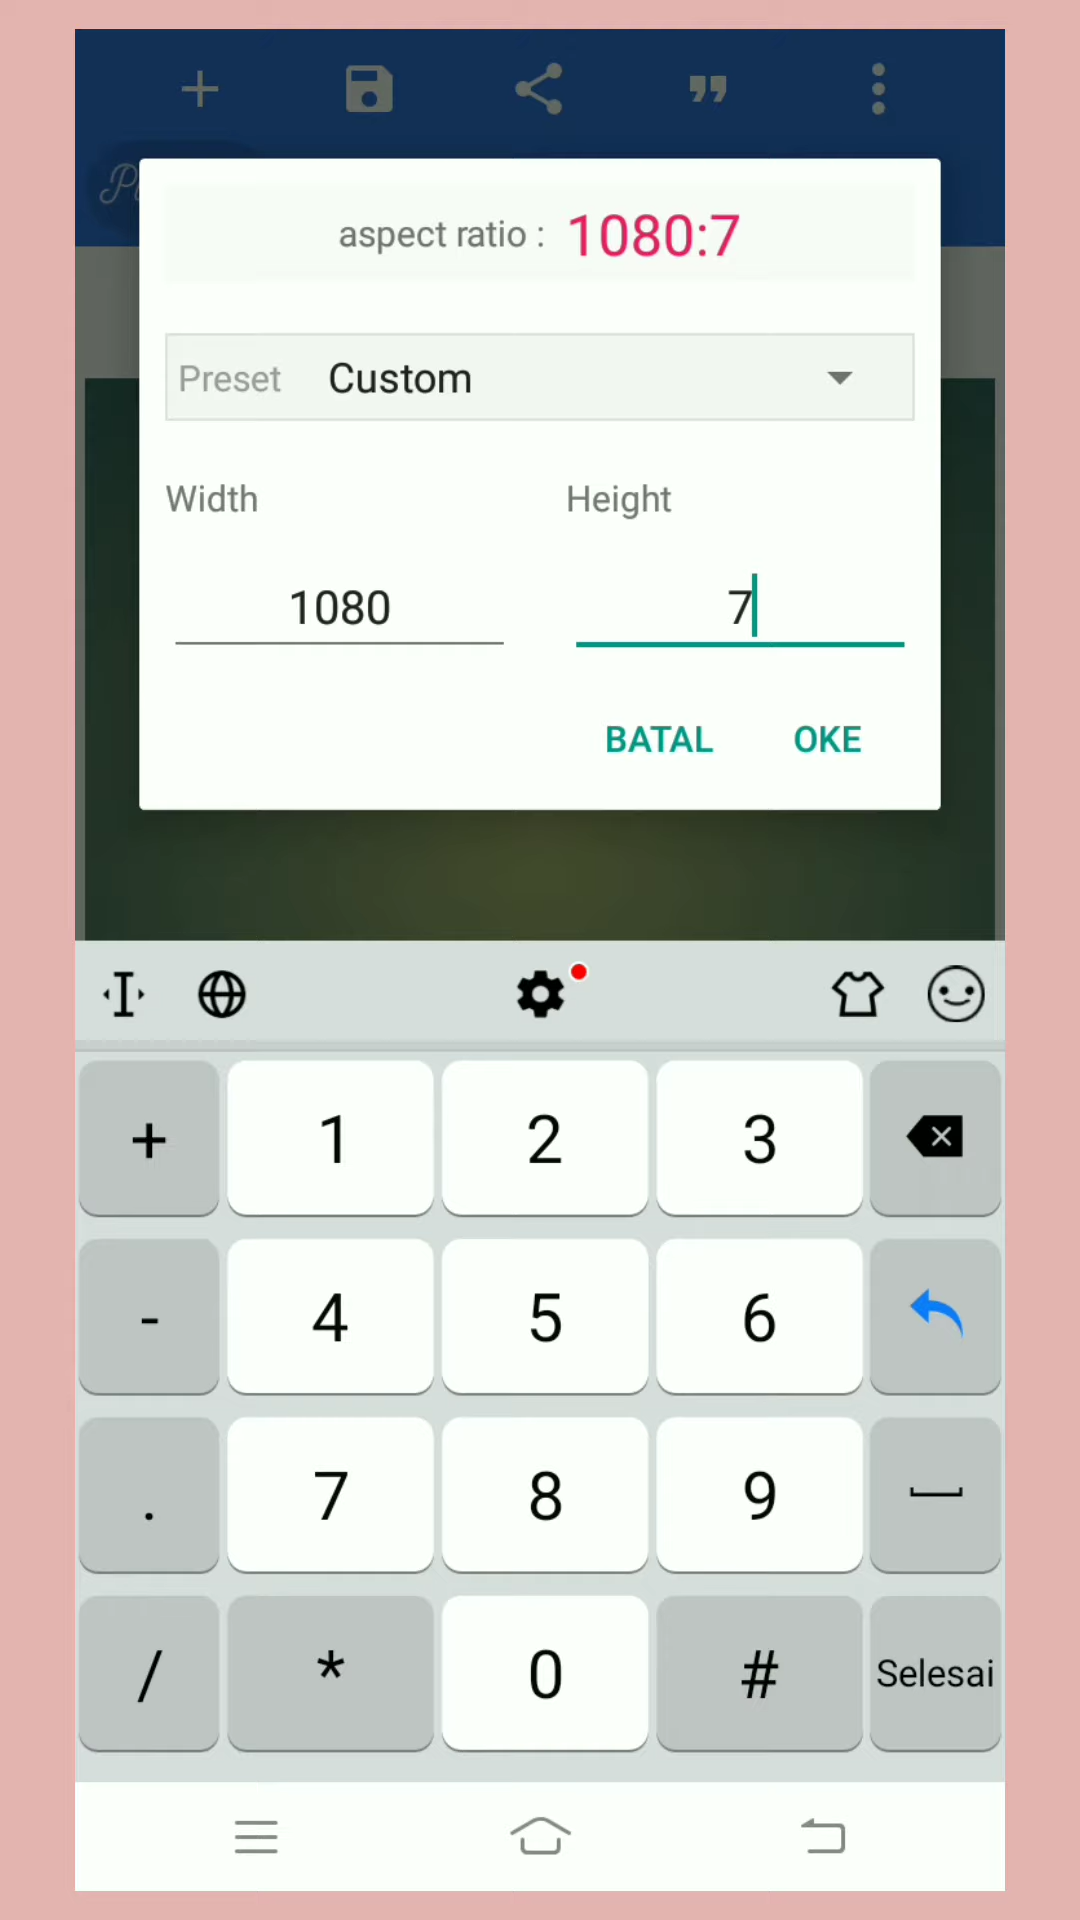 aspect ratio : 1080:7
Preset Custom
Width Height
1080 7
BATAL OKE
+ 1 2 3
- 4 5 6
. 7 8 9
/ * 0 # Selesai